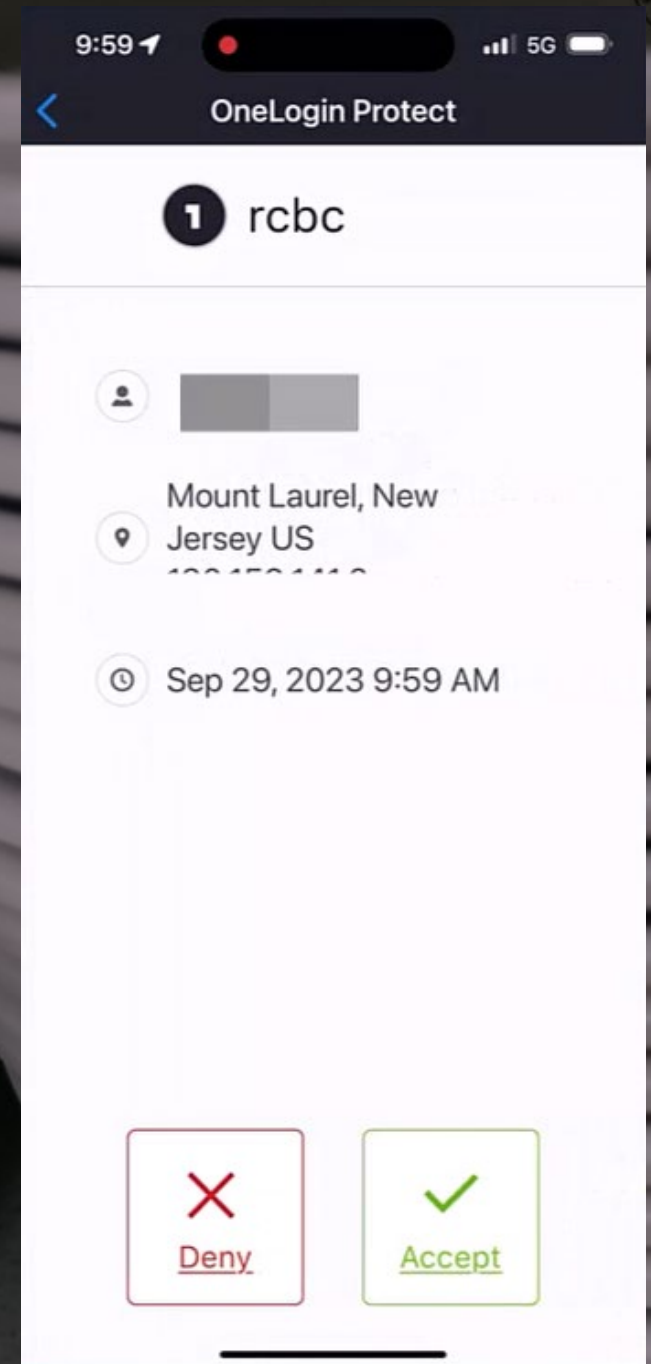 9:59
5G
OneLogin Protect
1 rcbc
Mount Laurel, New
Jersey US
Sep 29, 2023 9:59 AM
Deny
Accept